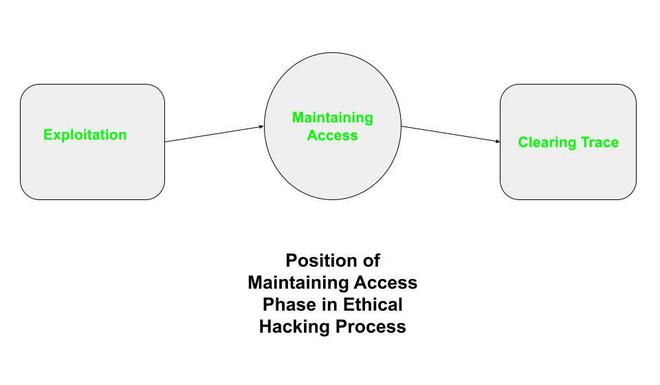 Exploitation
Maintaining
Access
Clearing Trace
Position of
Maintaining Access
Phase in Ethical
Hacking Process